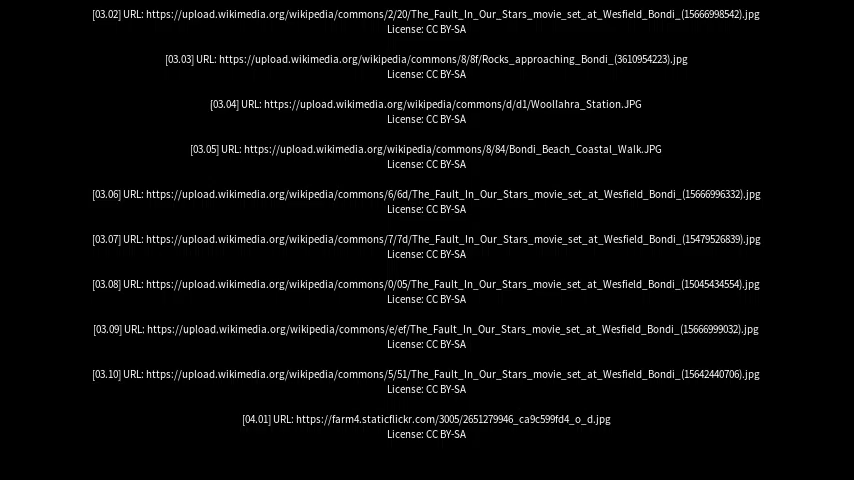 [03.02] URL: https://upload.wikimedia.org/wikipedia/commons/2/20/The_Fault_In_Our_Stars_movie_set_at_Wesfield_Bondi_(15666998542).jpg
License: CC BY-SA
[03.03] URL: https://upload.wikimedia.org/wikipedia/commons/8/8f/Rocks_approaching_Bondi_(3610954223).jpg
License: CC BY-SA
[03.04] URL: https://upload.wikimedia.org/wikipedia/commons/d/d1/Woollahra_Station.JPG
License: CC BY-SA
[03.05] URL: https://upload.wikimedia.org/wikipedia/commons/8/84/Bondi_Beach_Coastal_Walk.JPG
License: CC BY-SA
[03.06] URL: https://upload.wikimedia.org/wikipedia/commons/6/6d/The_Fault_In_Our_Stars_movie_set_at_Wesfield_Bondi_(15666996332).jpg
License: CC BY-SA
[03.07] URL: https://upload.wikimedia.org/wikipedia/commons/7/7d/The_Fault_In_Our_Stars_movie_set_at_Wesfield_Bondi_(15479526839).jpg
License: CC BY-SA
[03.08] URL: https://upload.wikimedia.org/wikipedia/commons/0/05/The_Fault_In_Our_Stars_movie_set_at_Wesfield_Bondi_(15045434554).jpg
License: CC BY-SA
[03.09] URL: https://upload.wikimedia.org/wikipedia/commons/e/ef/The_Fault_In_Our_Stars_movie_set_at_Wesfield_Bondi_(15666999032).jpg
License: CC BY-SA
[03.10] URL: https://upload.wikimedia.org/wikipedia/commons/5/51/The_Fault_In_Our_Stars_movie_set_at_Wesfield_Bondi_(15642440706).jpg
License: CC BY-SA
[04.01] URL: https://farm4.staticflickr.com/3005/2651279946_ca9c599fd4_o_d.jpg
License: CC BY-SA